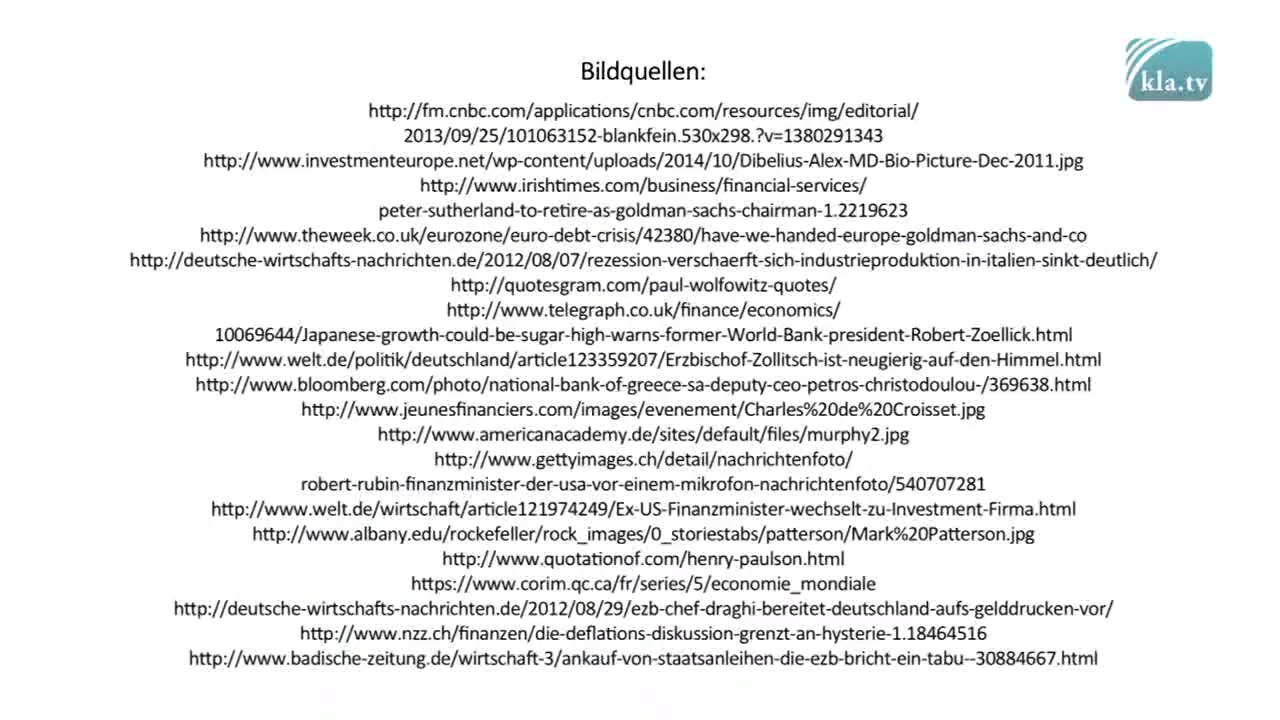 Bildquellen:
kla.tv
http://fm.cnbc.com/applications/cnbc.com/resources/img/editorial/
2013/09/25/101063152-blankfein.530x298.?v=1380291343
http://www.investmenteurope.net/wp-content/uploads/2014/10/Dibelius-Alex-MD-Bio-Picture-Dec-2011.jpg
http://www.irishtimes.com/business/financial-services/
peter-sutherland-to-retire-as-goldman-sachs-chairman-1.2219623
http://www.theweek.co.uk/eurozone/euro-debt-crisis/42380/have-we-handed-europe-goldman-sachs-and-co
http://deutsche-wirtschafts-nachrichten.de/2012/08/07/rezession-verschaerft-sich-industrieproduktion-in-italien-sinkt-deutlich/
http://quotesgram.com/paul-wolfowitz-quotes/
http://www.telegraph.co.uk/finance/economics/
10069644/Japanese-growth-could-be-sugar-high-warns-former-World-Bank-president-Robert-Zoellick.html
http://www.welt.de/politik/deutschland/article123359207/Erzbischof-Zollitsch-ist-neugierig-auf-den-Himmel.html
http://www.bloomberg.com/photo/national-bank-of-greece-sa-deputy-ceo-petros-christodoulou-/369638.html
http://www.jeunesfinanciers.com/images/evenement/Charles%20de%20Croisset.jpg
http://www.americanacademy.de/sites/default/files/murphy2.jpg
http://www.gettyimages.ch/detail/nachrichtenfoto/
robert-rubin-finanzminister-der-usa-vor-einem-mikrofon-nachrichtenfoto/540707281
http://www.welt.de/wirtschaft/article121974249/Ex-US-Finanzminister-wechselt-zu-Investment-Firma.html
http://www.albany.edu/rockefeller/rock_images/0_storiestabs/patterson/Mark%20Patterson.jpg
http://www.quotationof.com/henry-paulson.html
https://www.corim.qc.ca/fr/series/5/economie_mondiale
http://deutsche-wirtschafts-nachrichten.de/2012/08/29/ezb-chef-draghi-bereitet-deutschland-aufs-gelddrucken-vor/
http://www.nzz.ch/finanzen/die-deflations-diskussion-grenzt-an-hysterie-1.18464516
http://www.badische-zeitung.de/wirtschaft-3/ankauf-von-staatsanleihen-die-ezb-bricht-ein-tabu--30884667.html